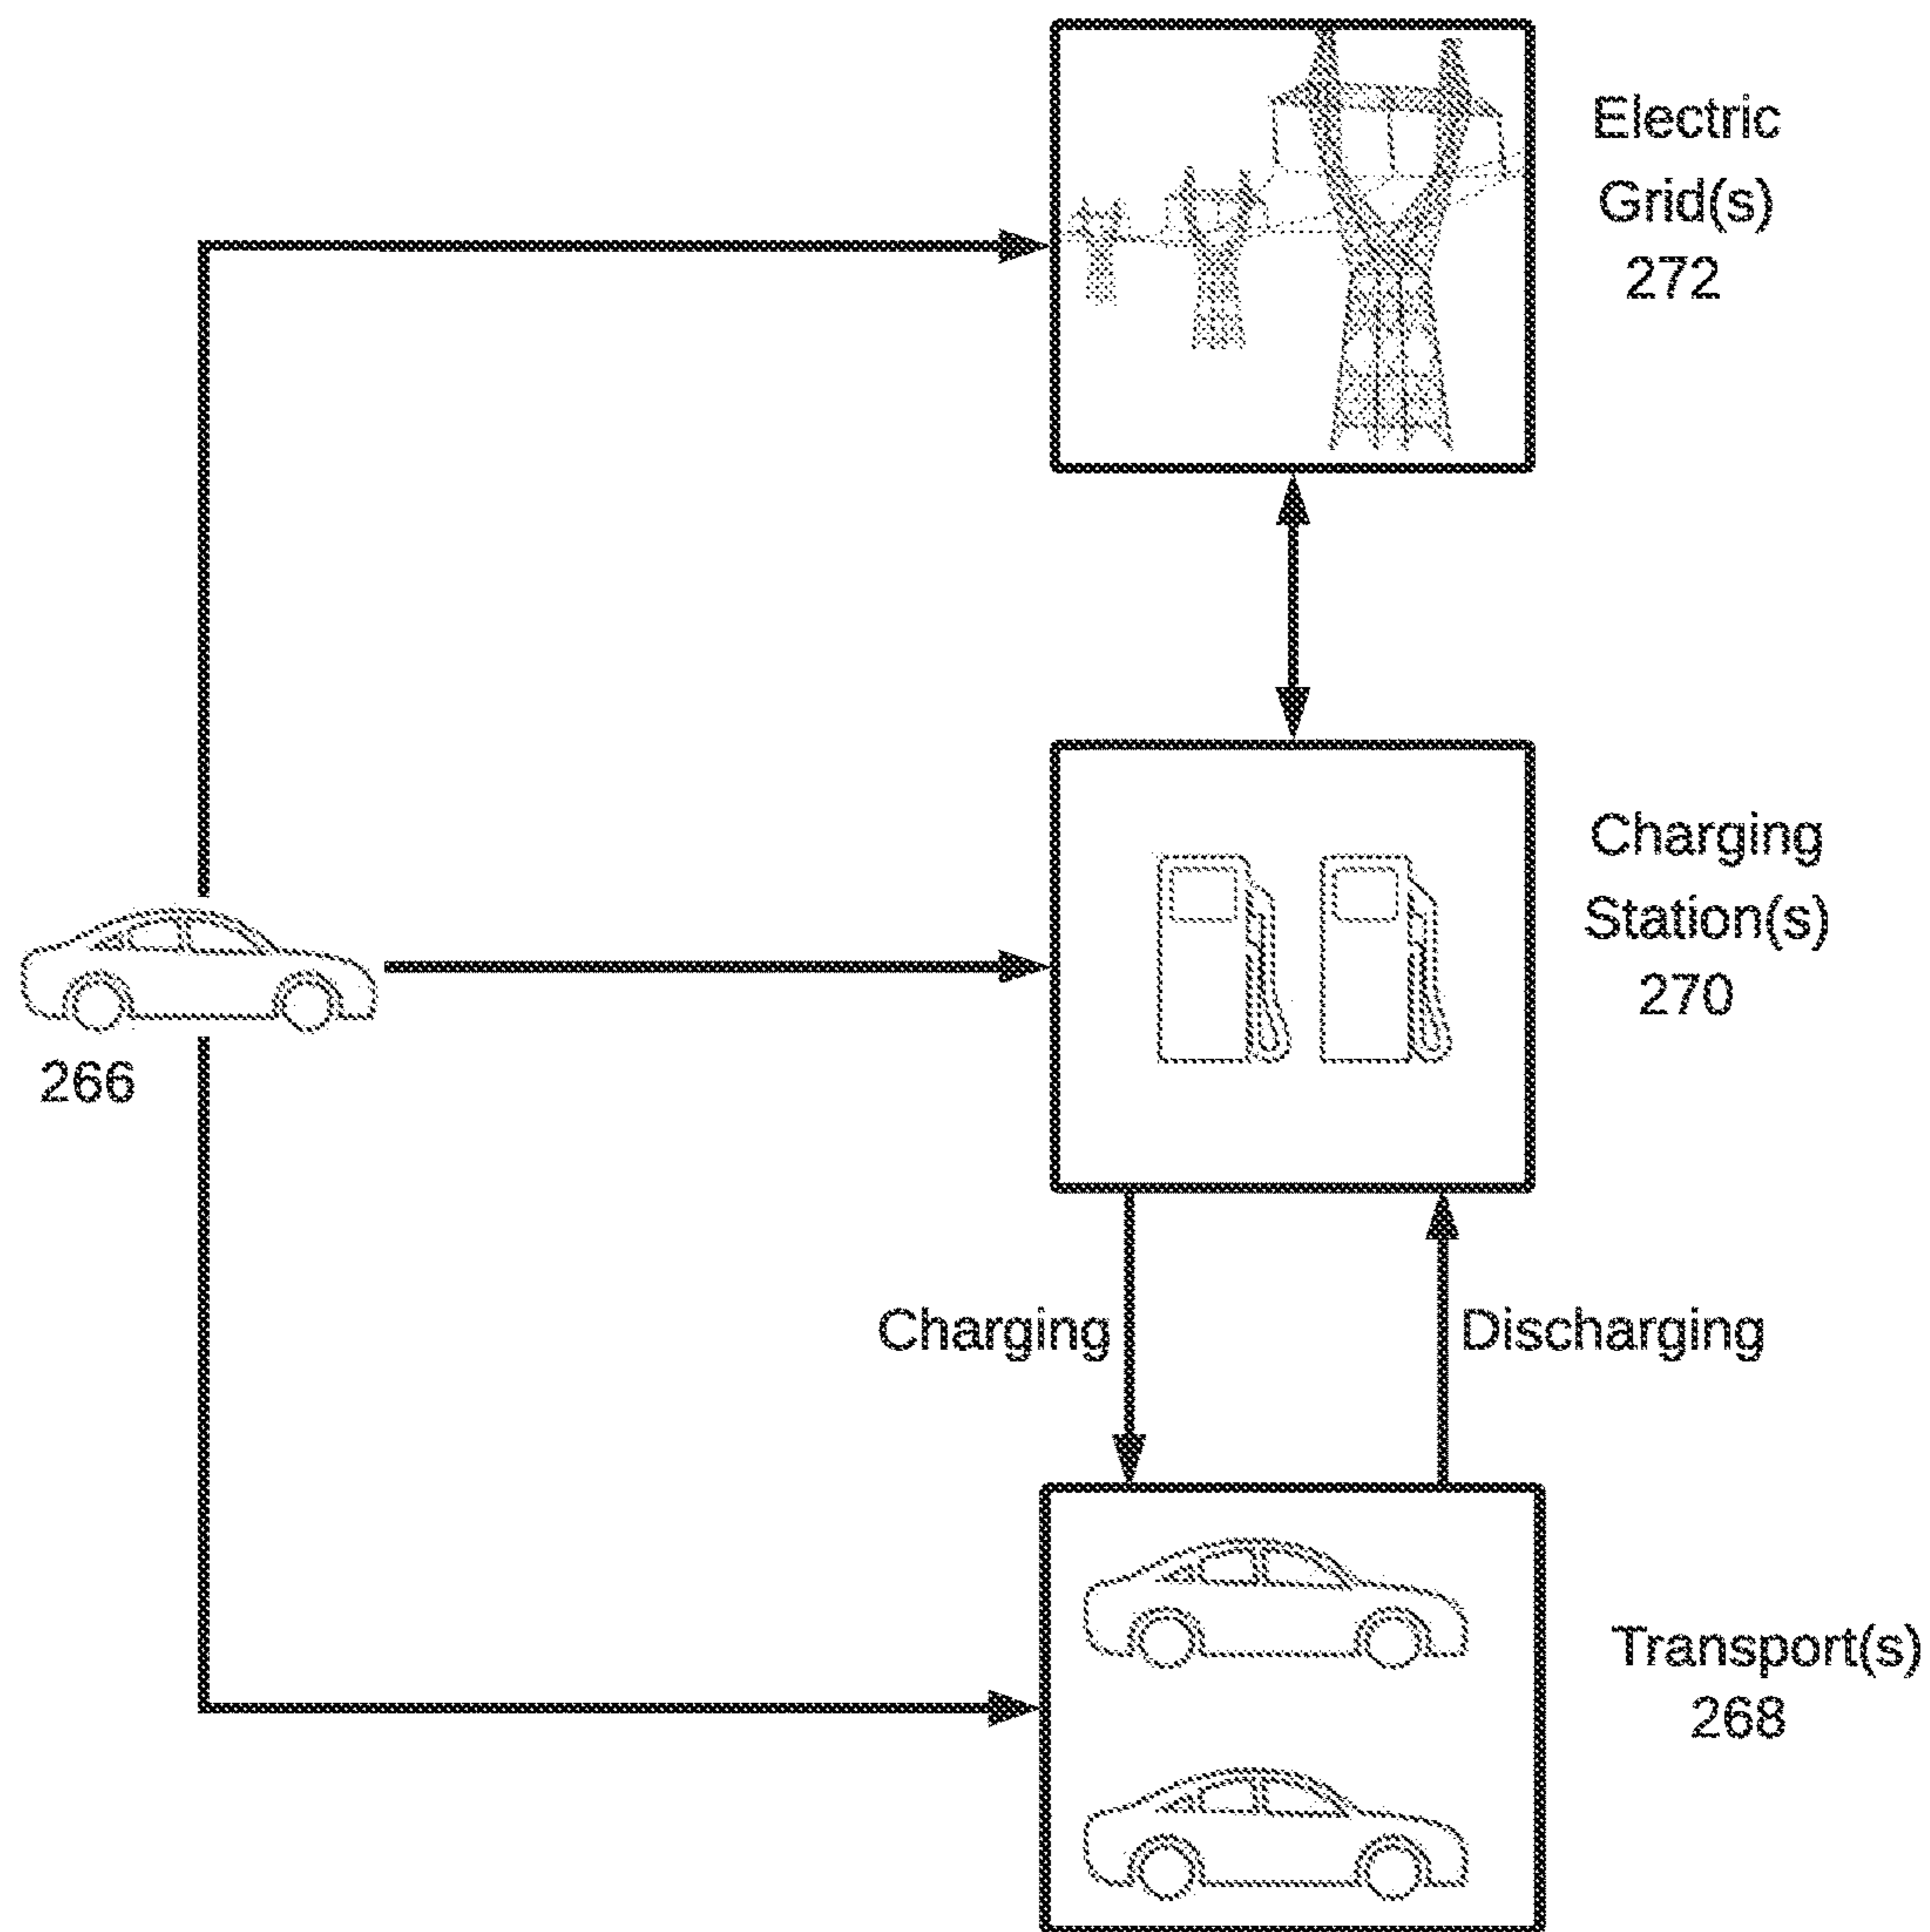 Electric
Grid(s)
272
Charging
Station(s)
270
266
Charging
Discharging
Transport(s)
268